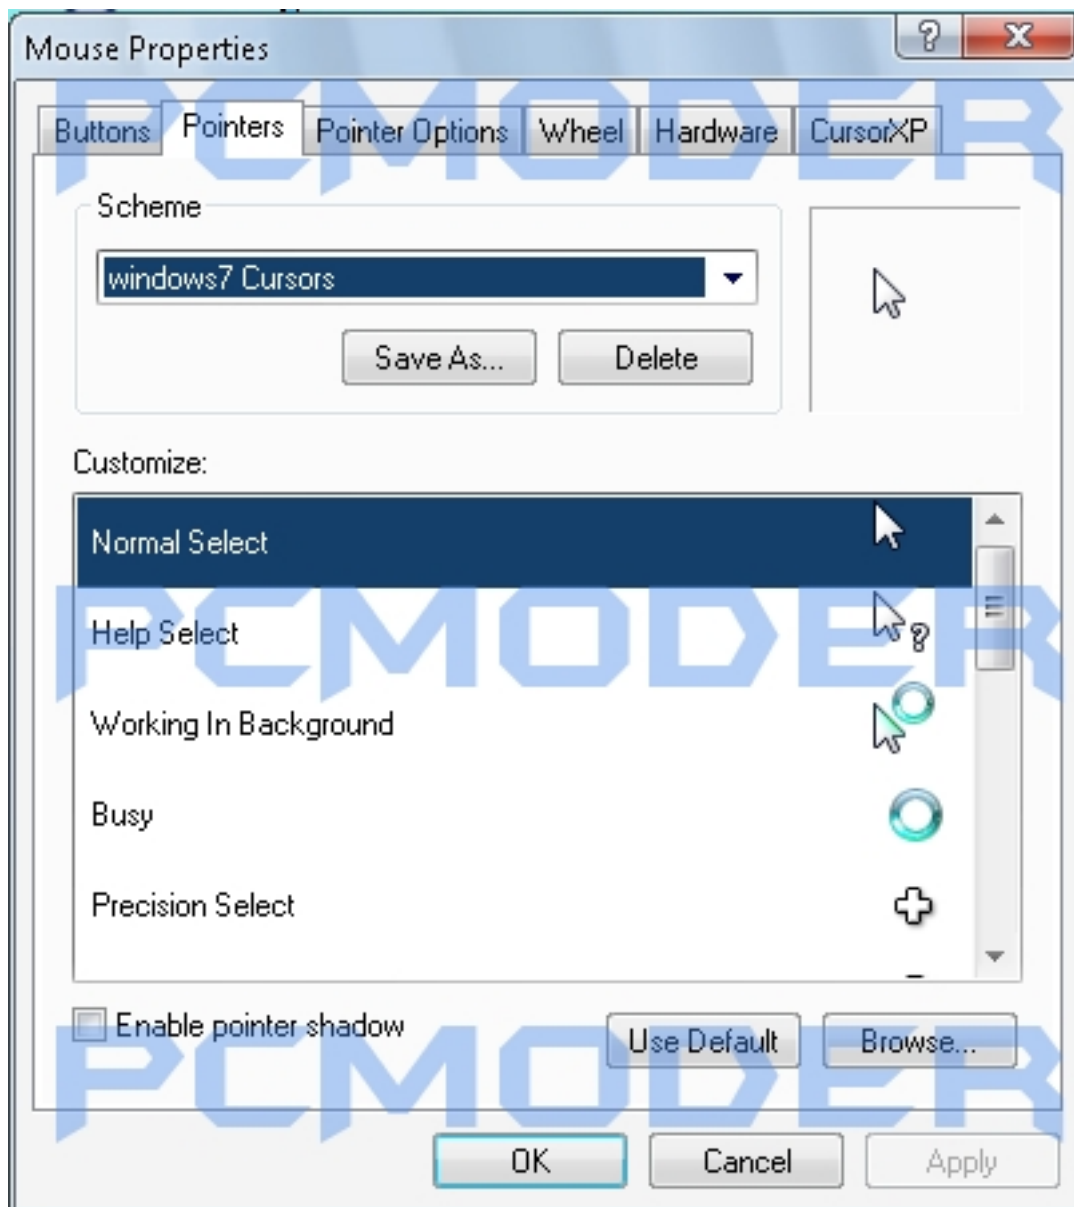 Mouse Properties
Buttons Pointers Pointer Options Wheel Hardware CursorXP
PCMODER
Scheme
windows7 Cursors
Save As... Delete
Customize:
Normal Select
PCMODER
Help Select
Working In Background
Busy
Precision Select
Enable pointer shadow Use Default Browse...
PCMODER
OK Cancel Apply